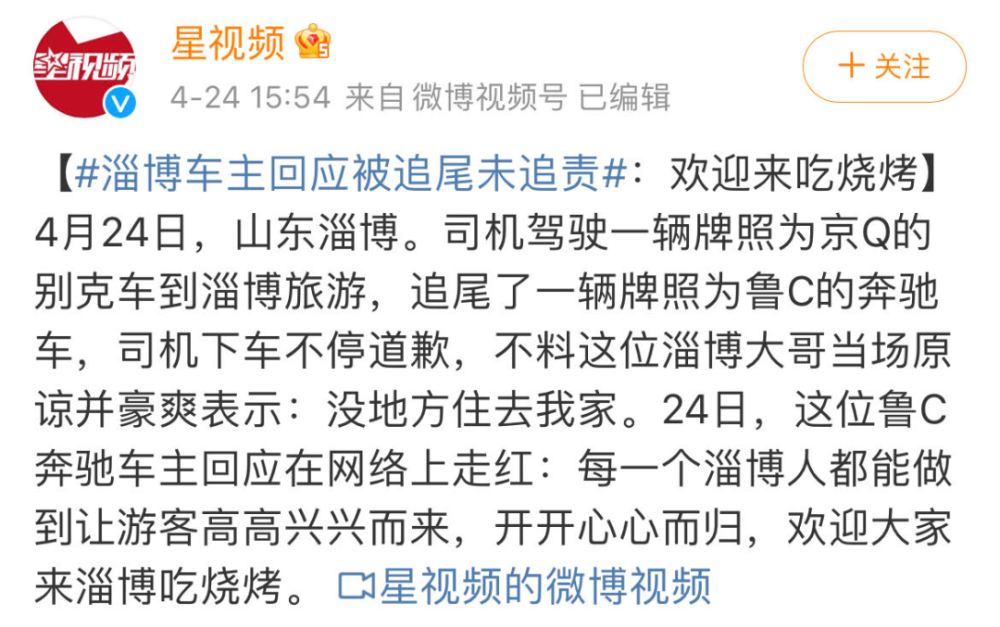 星视频
星视频
4-24 15:54 来自 微博视频号 已编辑
+ 关注
【#淄博车主回应被追尾未追责#：欢迎来吃烧烤】
4月24日，山东淄博。司机驾驶一辆牌照为京Q的
别克车到淄博旅游，追尾了一辆牌照为鲁C的奔驰
车，司机下车不停道歉，不料这位淄博大哥当场原
谅并豪爽表示：没地方住去我家。24日，这位鲁C
奔驰车主回应在网络上走红：每一个淄博人都能做
到让游客高高兴兴而来，开开心心而归，欢迎大家
来淄博吃烧烤。 星视频的微博视频